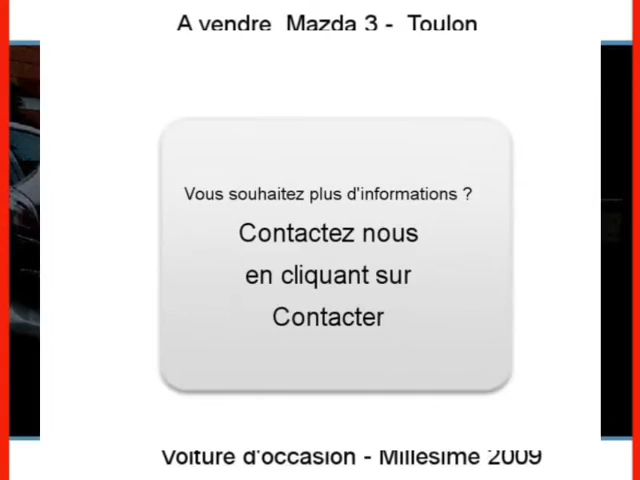 A vendre Mazda 3 - Toulon
Vous souhaitez plus d'informations ?
Contactez nous
en cliquant sur
Contacter
Voiture d'occasion - Millesime 2009